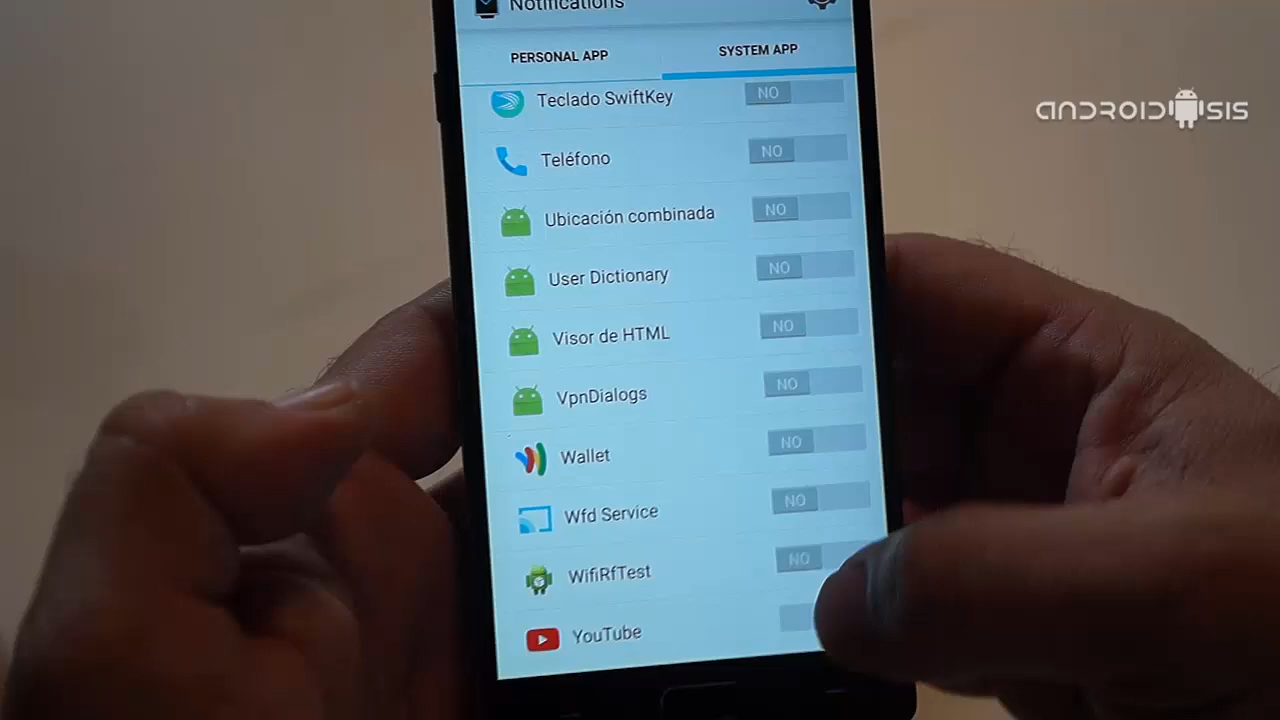 Notifications
PERSONAL APP
SYSTEM APP
Teclado SwiftKey NO
Teléfono NO
Ubicación combinada NO
User Dictionary NO
Visor de HTML NO
VpnDialogs NO
Wallet NO
Wfd Service NO
WifiRfTest NO
YouTube
ANDROIDSIS